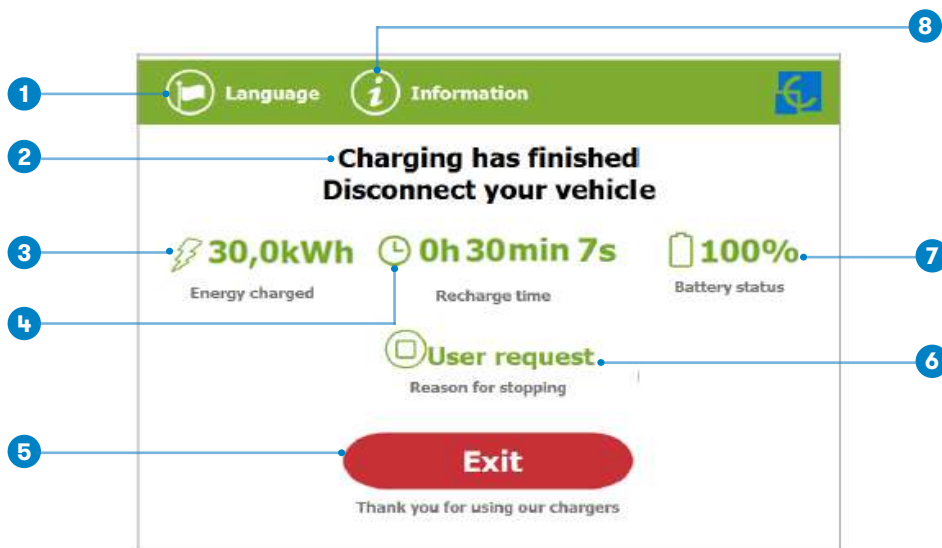 8
1 Language Information
2 Charging has finished
Disconnect your vehicle
3 30,0kWh 0h 30min 7s 100% 7
Energy charged Recharge time Battery status
4
User request 6
Reason for stopping
5 Exit
Thank you for using our chargers